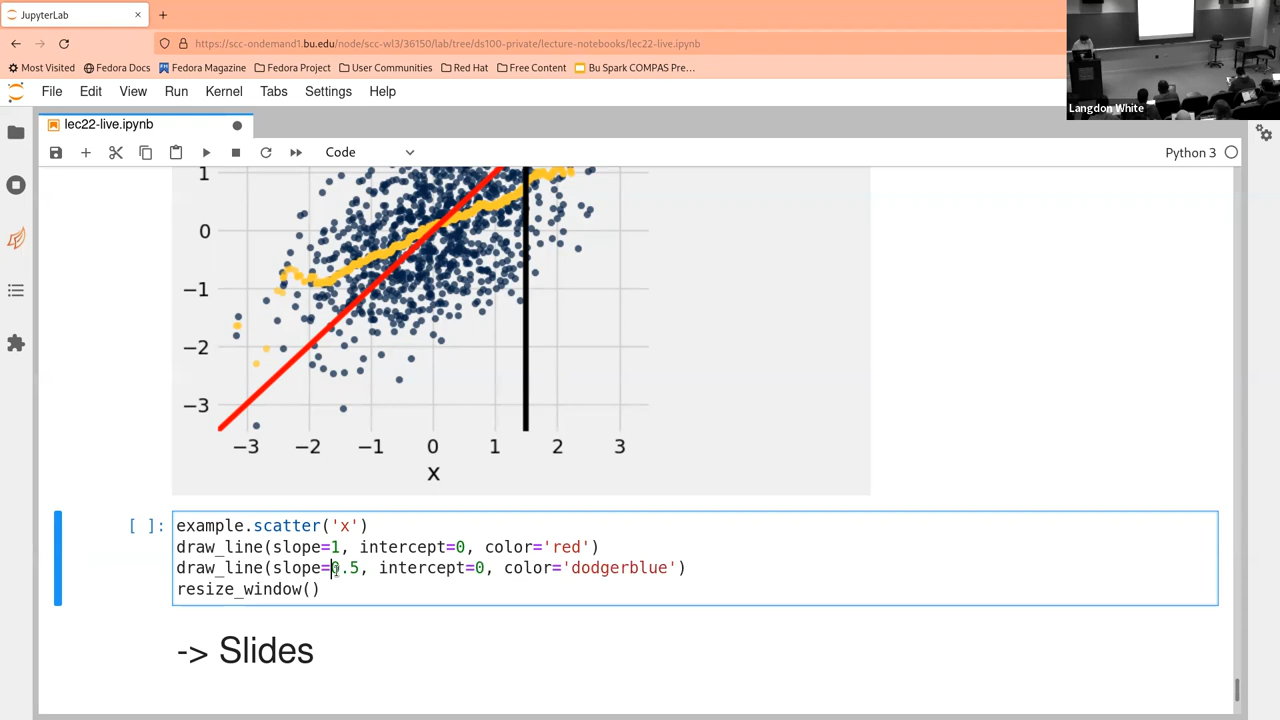 JupyterLab
https://scc-ondemand1.bu.edu/node/scc-wl3/36150/lab/tree/ds100-private/lecture-notebooks/lec22-live.ipynb
Most Visited Fedora Docs Fedora Magazine Fedora Project User Communities Red Hat Free Content Bu Spark COMPAS Pre…
Langdon White
File Edit View Run Kernel Tabs Settings Help
lec22-live.ipynb
Code Python 3
1
0
−1
−2
−3
−3 −2 −1 0 1 2 3
x
[ ]: example.scatter('x')
draw_line(slope=1, intercept=0, color='red')
draw_line(slope=0.5, intercept=0, color='dodgerblue')
resize_window()
-> Slides